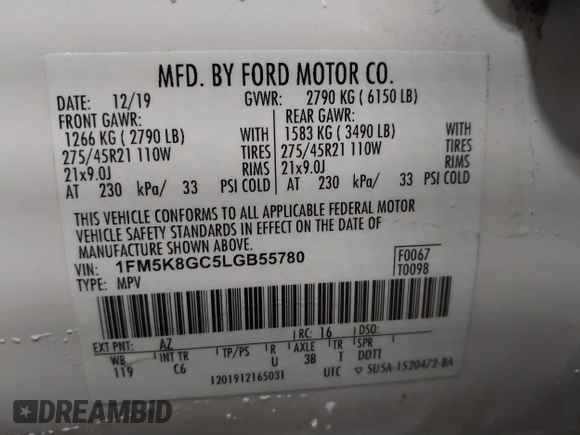 MFD. BY FORD MOTOR CO.
DATE: 12/19 GVWR: 2790 KG ( 6150 LB)
FRONT GAWR: REAR GAWR:
1266 KG ( 2790 LB) WITH 1583 KG ( 3490 LB) WITH
275/45R21 110W TIRES 275/45R21 110W TIRES
21x9.0J RIMS 21x9.0J RIMS
AT 230 kPa/ 33 PSI COLD AT 230 kPa/ 33 PSI COLD
THIS VEHICLE CONFORMS TO ALL APPLICABLE FEDERAL MOTOR
VEHICLE SAFETY STANDARDS IN EFFECT ON THE DATE OF
MANUFACTURE SHOWN ABOVE.
VIN: 1FM5K8GC5LGB55780 F0067
TYPE: MPV T0098
EXT PNT: AZ RC: 16 DSO:
WB INT TR TP/PS R AXLE TR SPR
119 C6 U 3B T DDTT
1201912165031 UTC ▽ 5U5A-1520472-BA
DREAMBID